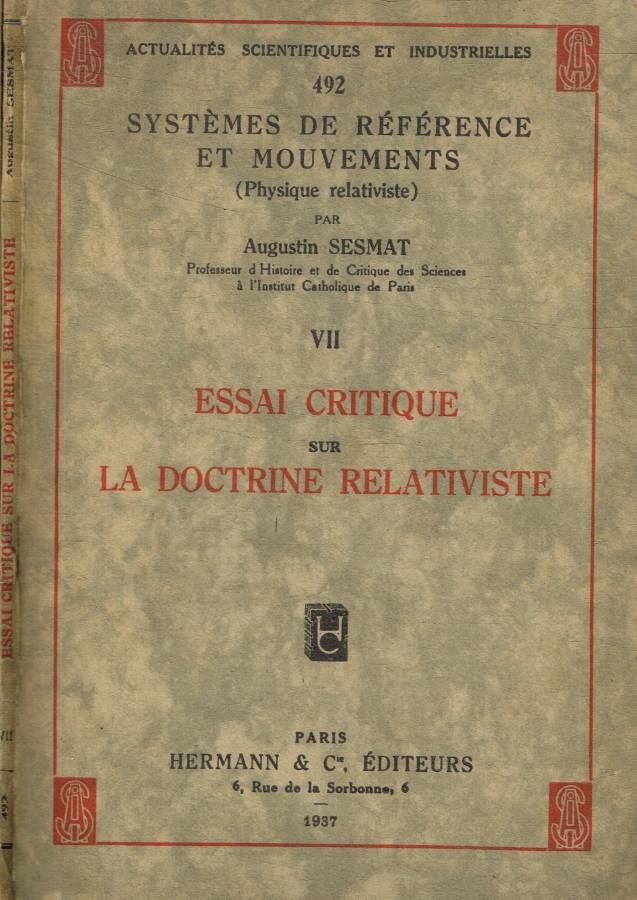 ACTUALITÉS SCIENTIFIQUES ET INDUSTRIELLES
492
SYSTÈMES DE RÉFÉRENCE
ET MOUVEMENTS
(Physique relativiste)
PAR
Augustin SESMAT
Professeur d'Histoire et de Critique des Sciences
à l'Institut Catholique de Paris
VII
ESSAI CRITIQUE
SUR
LA DOCTRINE RELATIVISTE
HC
PARIS
HERMANN & Cie, ÉDITEURS
6, Rue de la Sorbonne, 6
1937
Augustin SESMAT
ESSAI CRITIQUE SUR LA DOCTRINE RELATIVISTE
VII
492